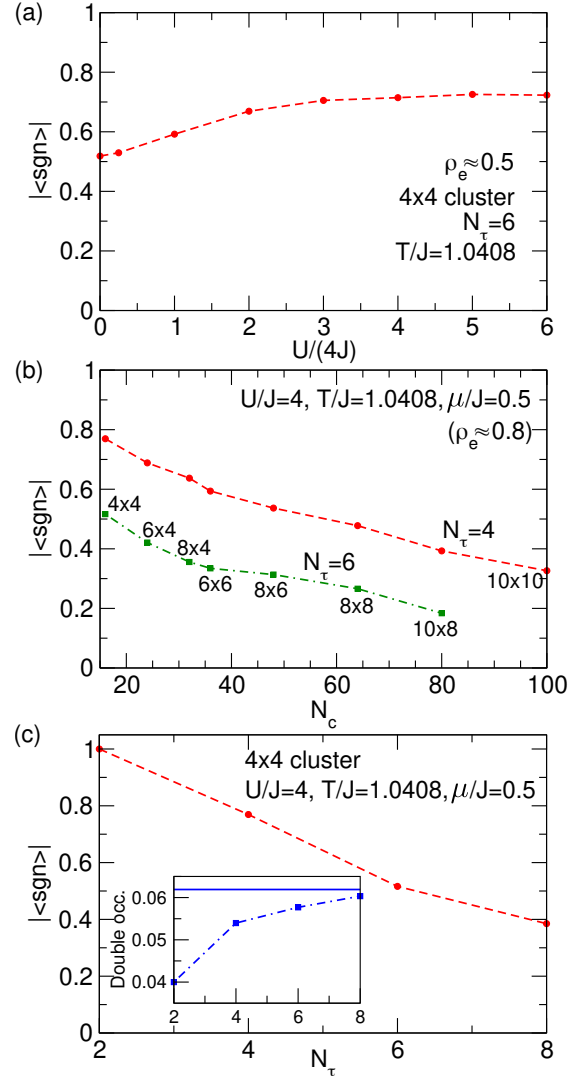 (a)
1
0.8
0.6
0.4
0.2
0
|<sgn>|
ρe≈0.5
4x4 cluster
Nτ=6
T/J=1.0408
0 1 2 3 4 5 6
U/(4J)
(b)
1
0.8
0.6
0.4
0.2
0
|<sgn>|
U/J=4, T/J=1.0408, μ/J=0.5
(ρe≈0.8)
4x4
6x4
8x4
6x6
Nτ=6
8x6
8x8
10x8
Nτ=4
10x10
20 40 60 80 100
Nc
(c)
1
0.8
0.6
0.4
0.2
0
|<sgn>|
4x4 cluster
U/J=4, T/J=1.0408, μ/J=0.5
Double occ.
0.06
0.05
0.04
2 4 6 8
2 4 6 8
Nτ